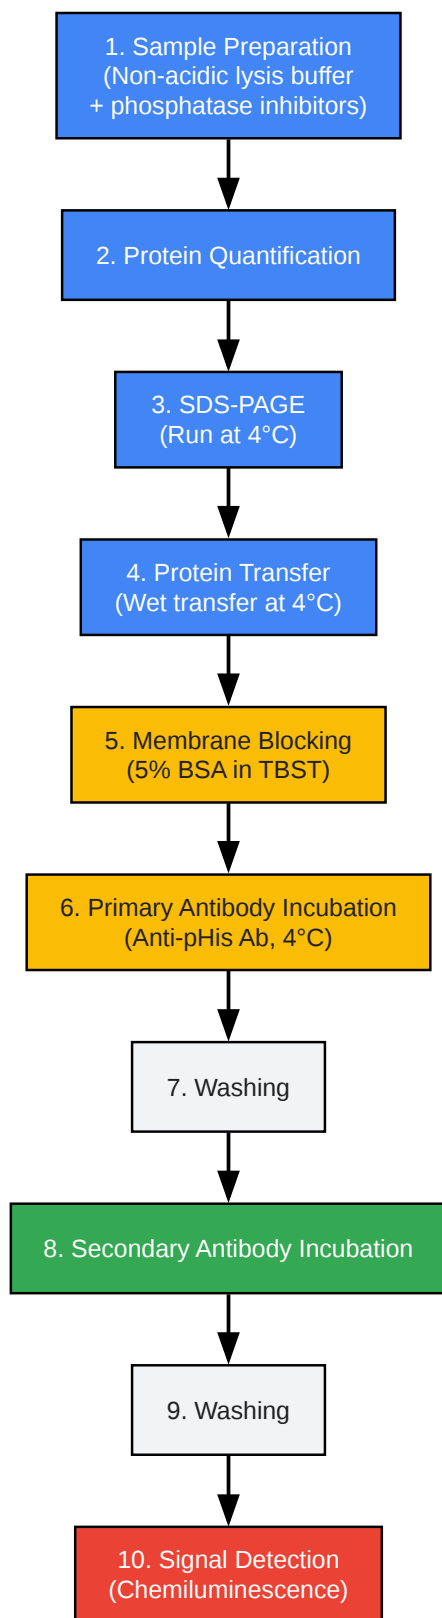 1. Sample Preparation
(Non-acidic lysis buffer
+ phosphatase inhibitors)
2. Protein Quantification
3. SDS-PAGE
(Run at 4°C)
4. Protein Transfer
(Wet transfer at 4°C)
5. Membrane Blocking
(5% BSA in TBST)
6. Primary Antibody Incubation
(Anti-pHis Ab, 4°C)
7. Washing
8. Secondary Antibody Incubation
9. Washing
10. Signal Detection
(Chemiluminescence)